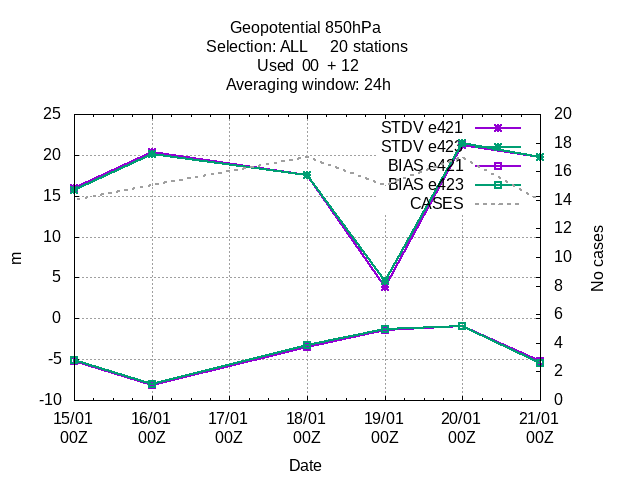 Geopotential 850hPa
Selection: ALL     20 stations
Used  00  + 12
Averaging window: 24h
25
20
15
10
5
0
-5
-10
m
20
18
16
14
12
10
8
6
4
2
0
No cases
STDV e421
STDV e423
BIAS e421
BIAS e423
CASES
15/01 16/01 17/01 18/01 19/01 20/01 21/01
00Z 00Z 00Z 00Z 00Z 00Z 00Z
Date